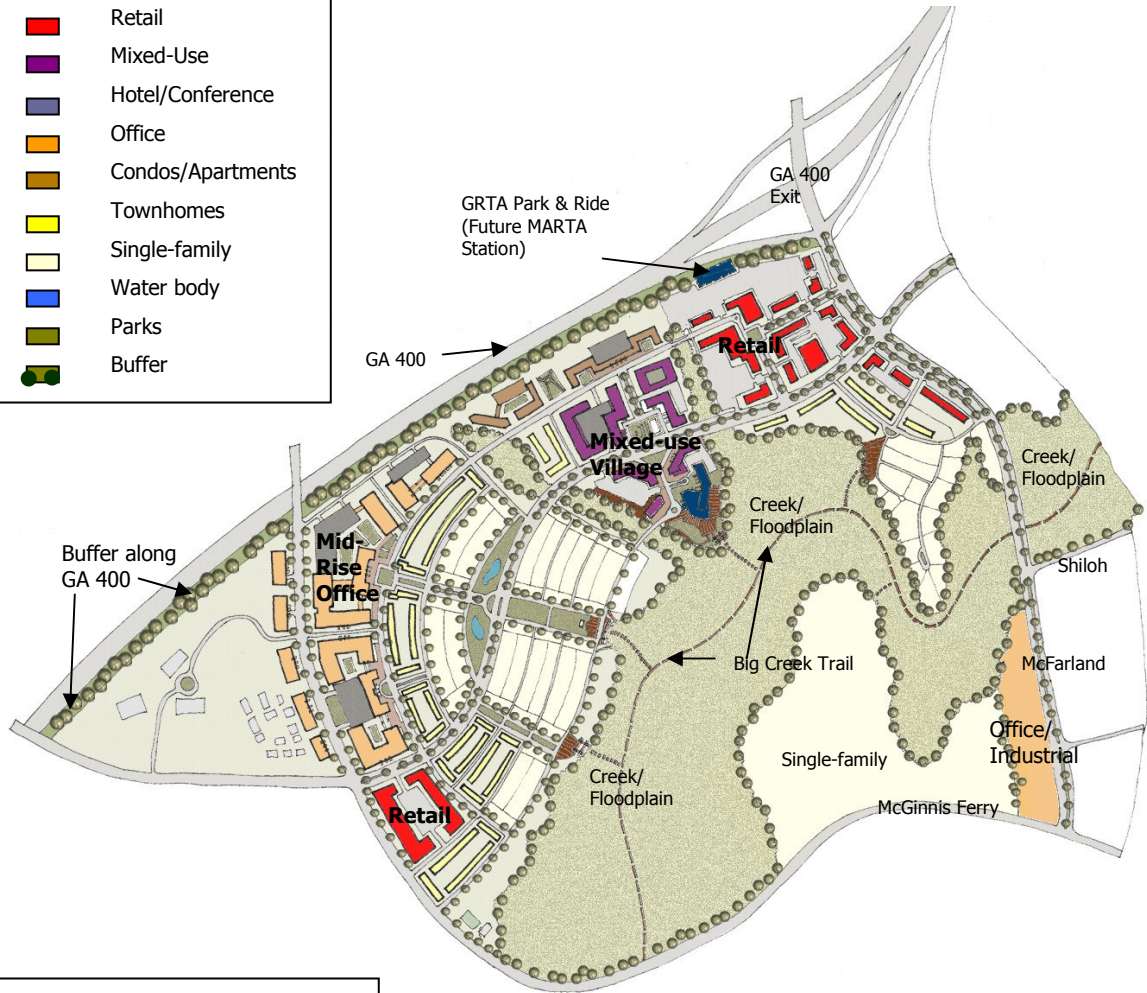 Retail
Mixed-Use
Hotel/Conference
Office
Condos/Apartments
Townhomes
Single-family
Water body
Parks
Buffer
GA 400
Exit
GRTA Park & Ride
(Future MARTA
Station)
GA 400
Retail
Mixed-use
Village
Creek/
Floodplain
Creek/
Floodplain
Mid-
Rise
Office
Buffer along
GA 400
Shiloh
Big Creek Trail
McFarland
Office/
Industrial
Single-family
Creek/
Floodplain
McGinnis Ferry
Retail